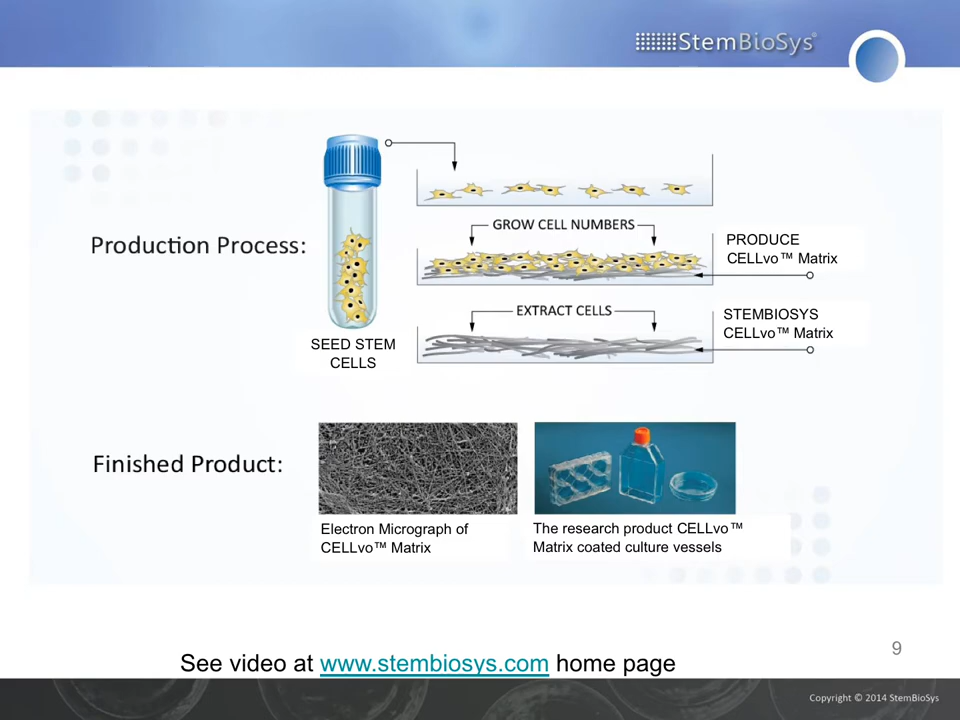 StemBioSys®
GROW CELL NUMBERS
Production Process:
PRODUCE
CELLvo™ Matrix
EXTRACT CELLS
STEMBIOSYS
CELLvo™ Matrix
SEED STEM
CELLS
Finished Product:
Electron Micrograph of
CELLvo™ Matrix
The research product CELLvo™
Matrix coated culture vessels
9
See video at www.stembiosys.com home page
Copyright © 2014 StemBioSys